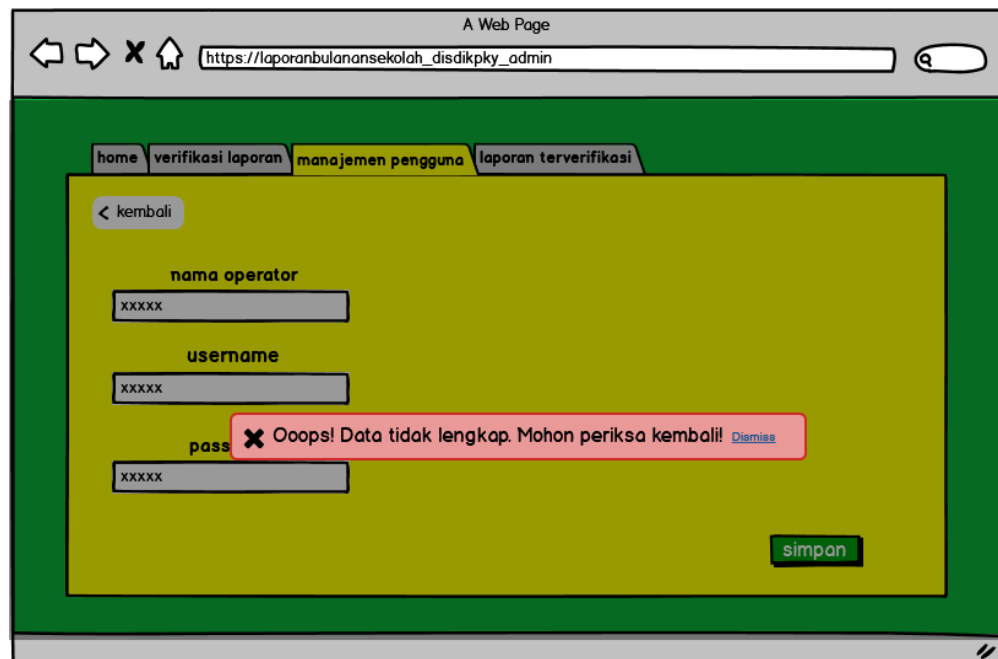 A Web Page
https://laporanbulanansekolah_disdikpky_admin
home verifikasi laporan manajemen pengguna laporan terverifikasi
kembali
nama operator
xxxxx
username
xxxxx
pass
Ooops! Data tidak lengkap. Mohon periksa kembali! Dismiss
xxxxx
simpan